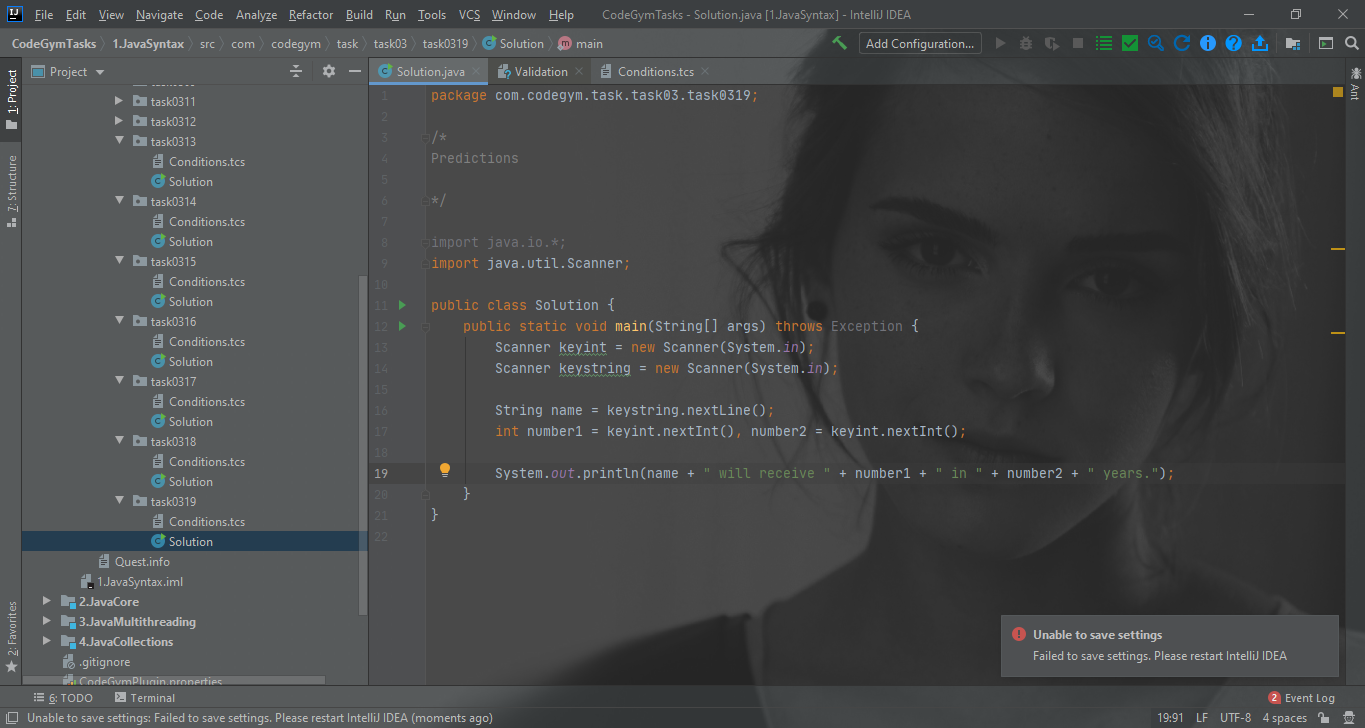 File Edit View Navigate Code Analyze Refactor Build Run Tools VCS Window Help CodeGymTasks - Solution.java [1.JavaSyntax] - IntelliJ IDEA
CodeGymTasks 1.JavaSyntax src com codegym task task03 task0319 Solution main Add Configuration...
1: Project
7: Structure
2: Favorites
Project
task0311
task0312
task0313
Conditions.tcs
Solution
task0314
Conditions.tcs
Solution
task0315
Conditions.tcs
Solution
task0316
Conditions.tcs
Solution
task0317
Conditions.tcs
Solution
task0318
Conditions.tcs
Solution
task0319
Conditions.tcs
Solution
Quest.info
1.JavaSyntax.iml
2.JavaCore
3.JavaMultithreading
4.JavaCollections
.gitignore
CodeGymPlugin.properties
Solution.java Validation Conditions.tcs
1 package com.codegym.task.task03.task0319;
2
3 /*
4 Predictions
5
6 */
7
8 import java.io.*;
9 import java.util.Scanner;
10
11 public class Solution {
12 public static void main(String[] args) throws Exception {
13 Scanner keyint = new Scanner(System.in);
14 Scanner keystring = new Scanner(System.in);
15
16 String name = keystring.nextLine();
17 int number1 = keyint.nextInt(), number2 = keyint.nextInt();
18
19 System.out.println(name + " will receive " + number1 + " in " + number2 + " years.");
20 }
21 }
22
Ant
Unable to save settings
Failed to save settings. Please restart IntelliJ IDEA
6: TODO Terminal 2 Event Log
Unable to save settings: Failed to save settings. Please restart IntelliJ IDEA (moments ago) 19:91 LF UTF-8 4 spaces